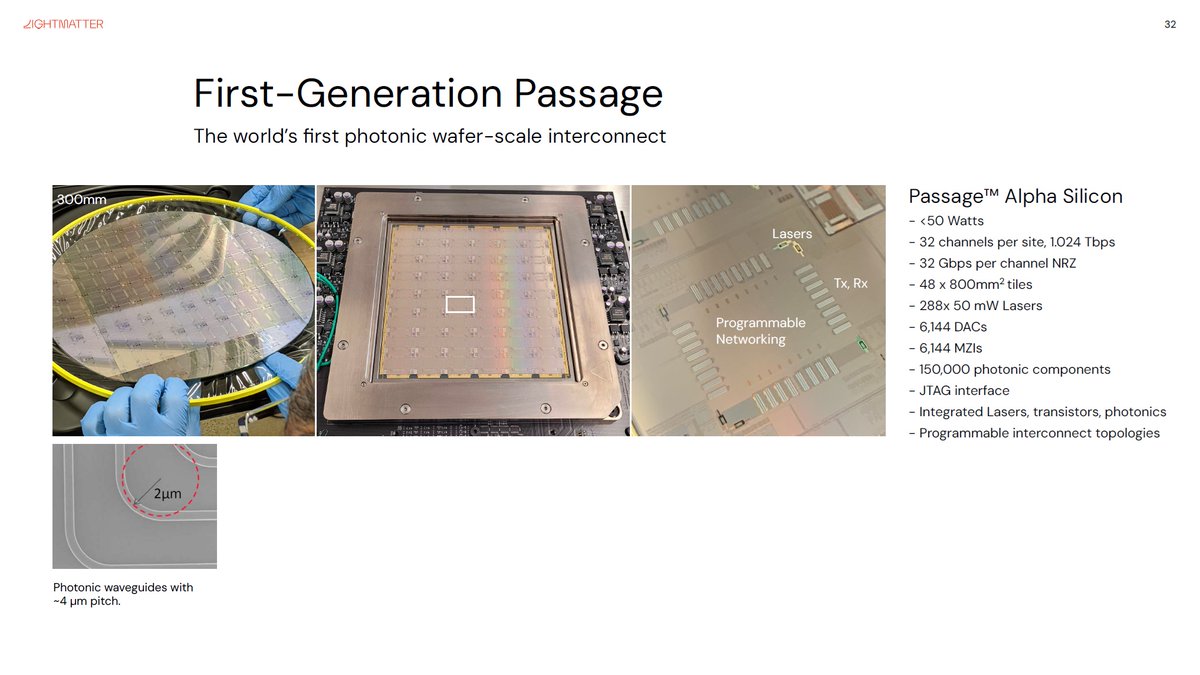 LIGHTMATTER
32
First-Generation Passage
The world's first photonic wafer-scale interconnect
300mm
Lasers
Tx, Rx
Programmable
Networking
Passage™ Alpha Silicon
- <50 Watts
- 32 channels per site, 1.024 Tbps
- 32 Gbps per channel NRZ
- 48 x 800mm² tiles
- 288x 50 mW Lasers
- 6,144 DACs
- 6,144 MZIs
- 150,000 photonic components
- JTAG interface
- Integrated Lasers, transistors, photonics
- Programmable interconnect topologies
2μm
Photonic waveguides with
~4 μm pitch.